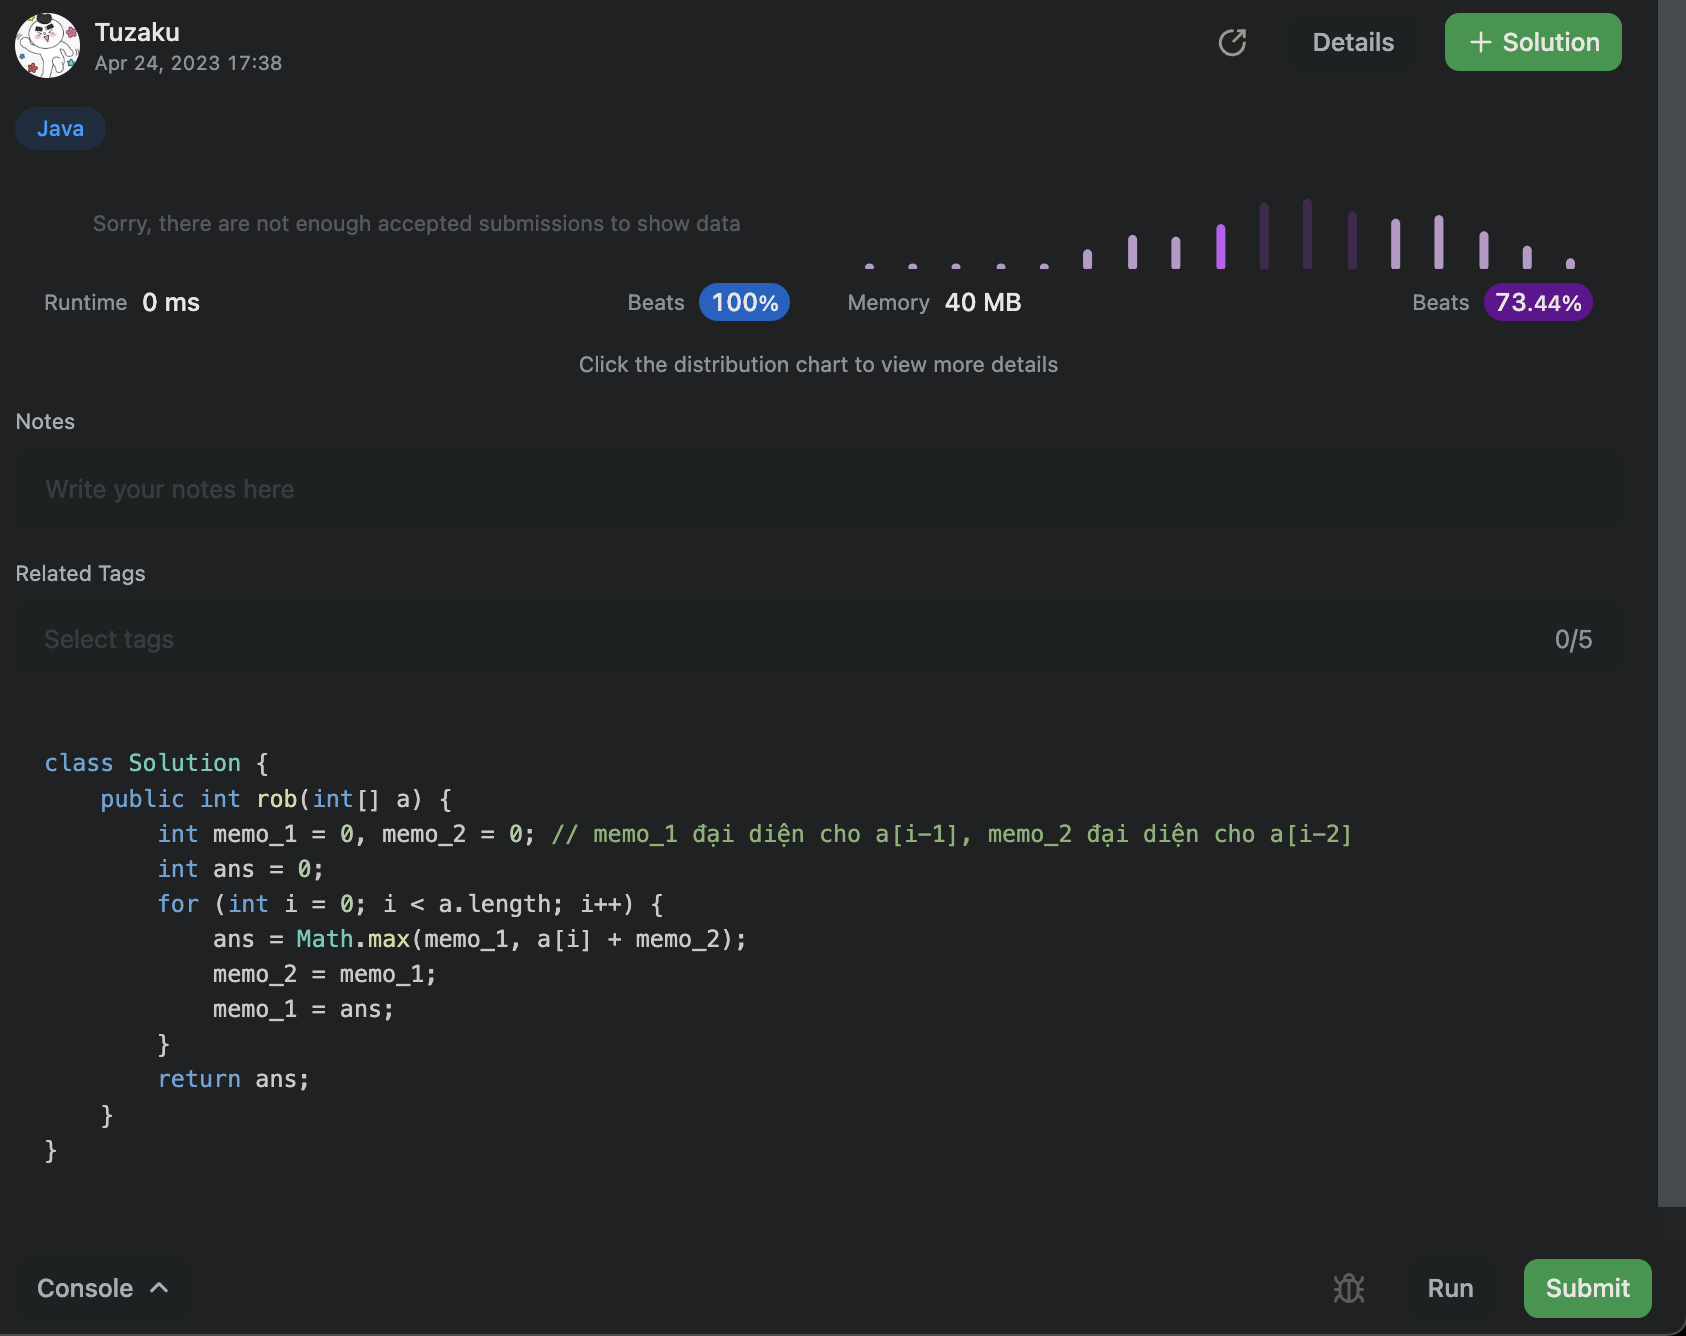 Tuzaku
Apr 24, 2023 17:38
Details
+ Solution
Java
Sorry, there are not enough accepted submissions to show data
Runtime 0 ms Beats 100%
Memory 40 MB Beats 73.44%
Click the distribution chart to view more details
Notes
Write your notes here
Related Tags
Select tags 0/5
class Solution {
    public int rob(int[] a) {
        int memo_1 = 0, memo_2 = 0; // memo_1 đại diện cho a[i-1], memo_2 đại diện cho a[i-2]
        int ans = 0;
        for (int i = 0; i < a.length; i++) {
            ans = Math.max(memo_1, a[i] + memo_2);
            memo_2 = memo_1;
            memo_1 = ans;
        }
        return ans;
    }
}
Console
Run
Submit